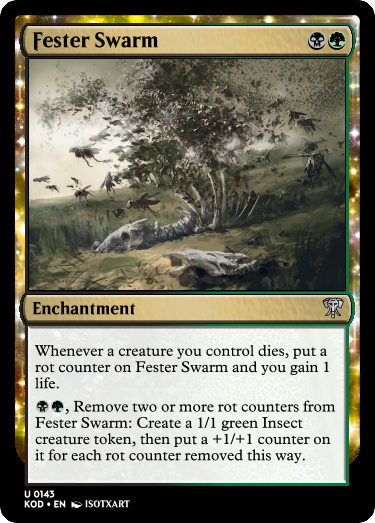 Fester Swarm
Enchantment
Whenever a creature you control dies, put a
rot counter on Fester Swarm and you gain 1
life.
, Remove two or more rot counters from
Fester Swarm: Create a 1/1 green Insect
creature token, then put a +1/+1 counter on
it for each rot counter removed this way.
U 0143
KOD • EN ISOTXART